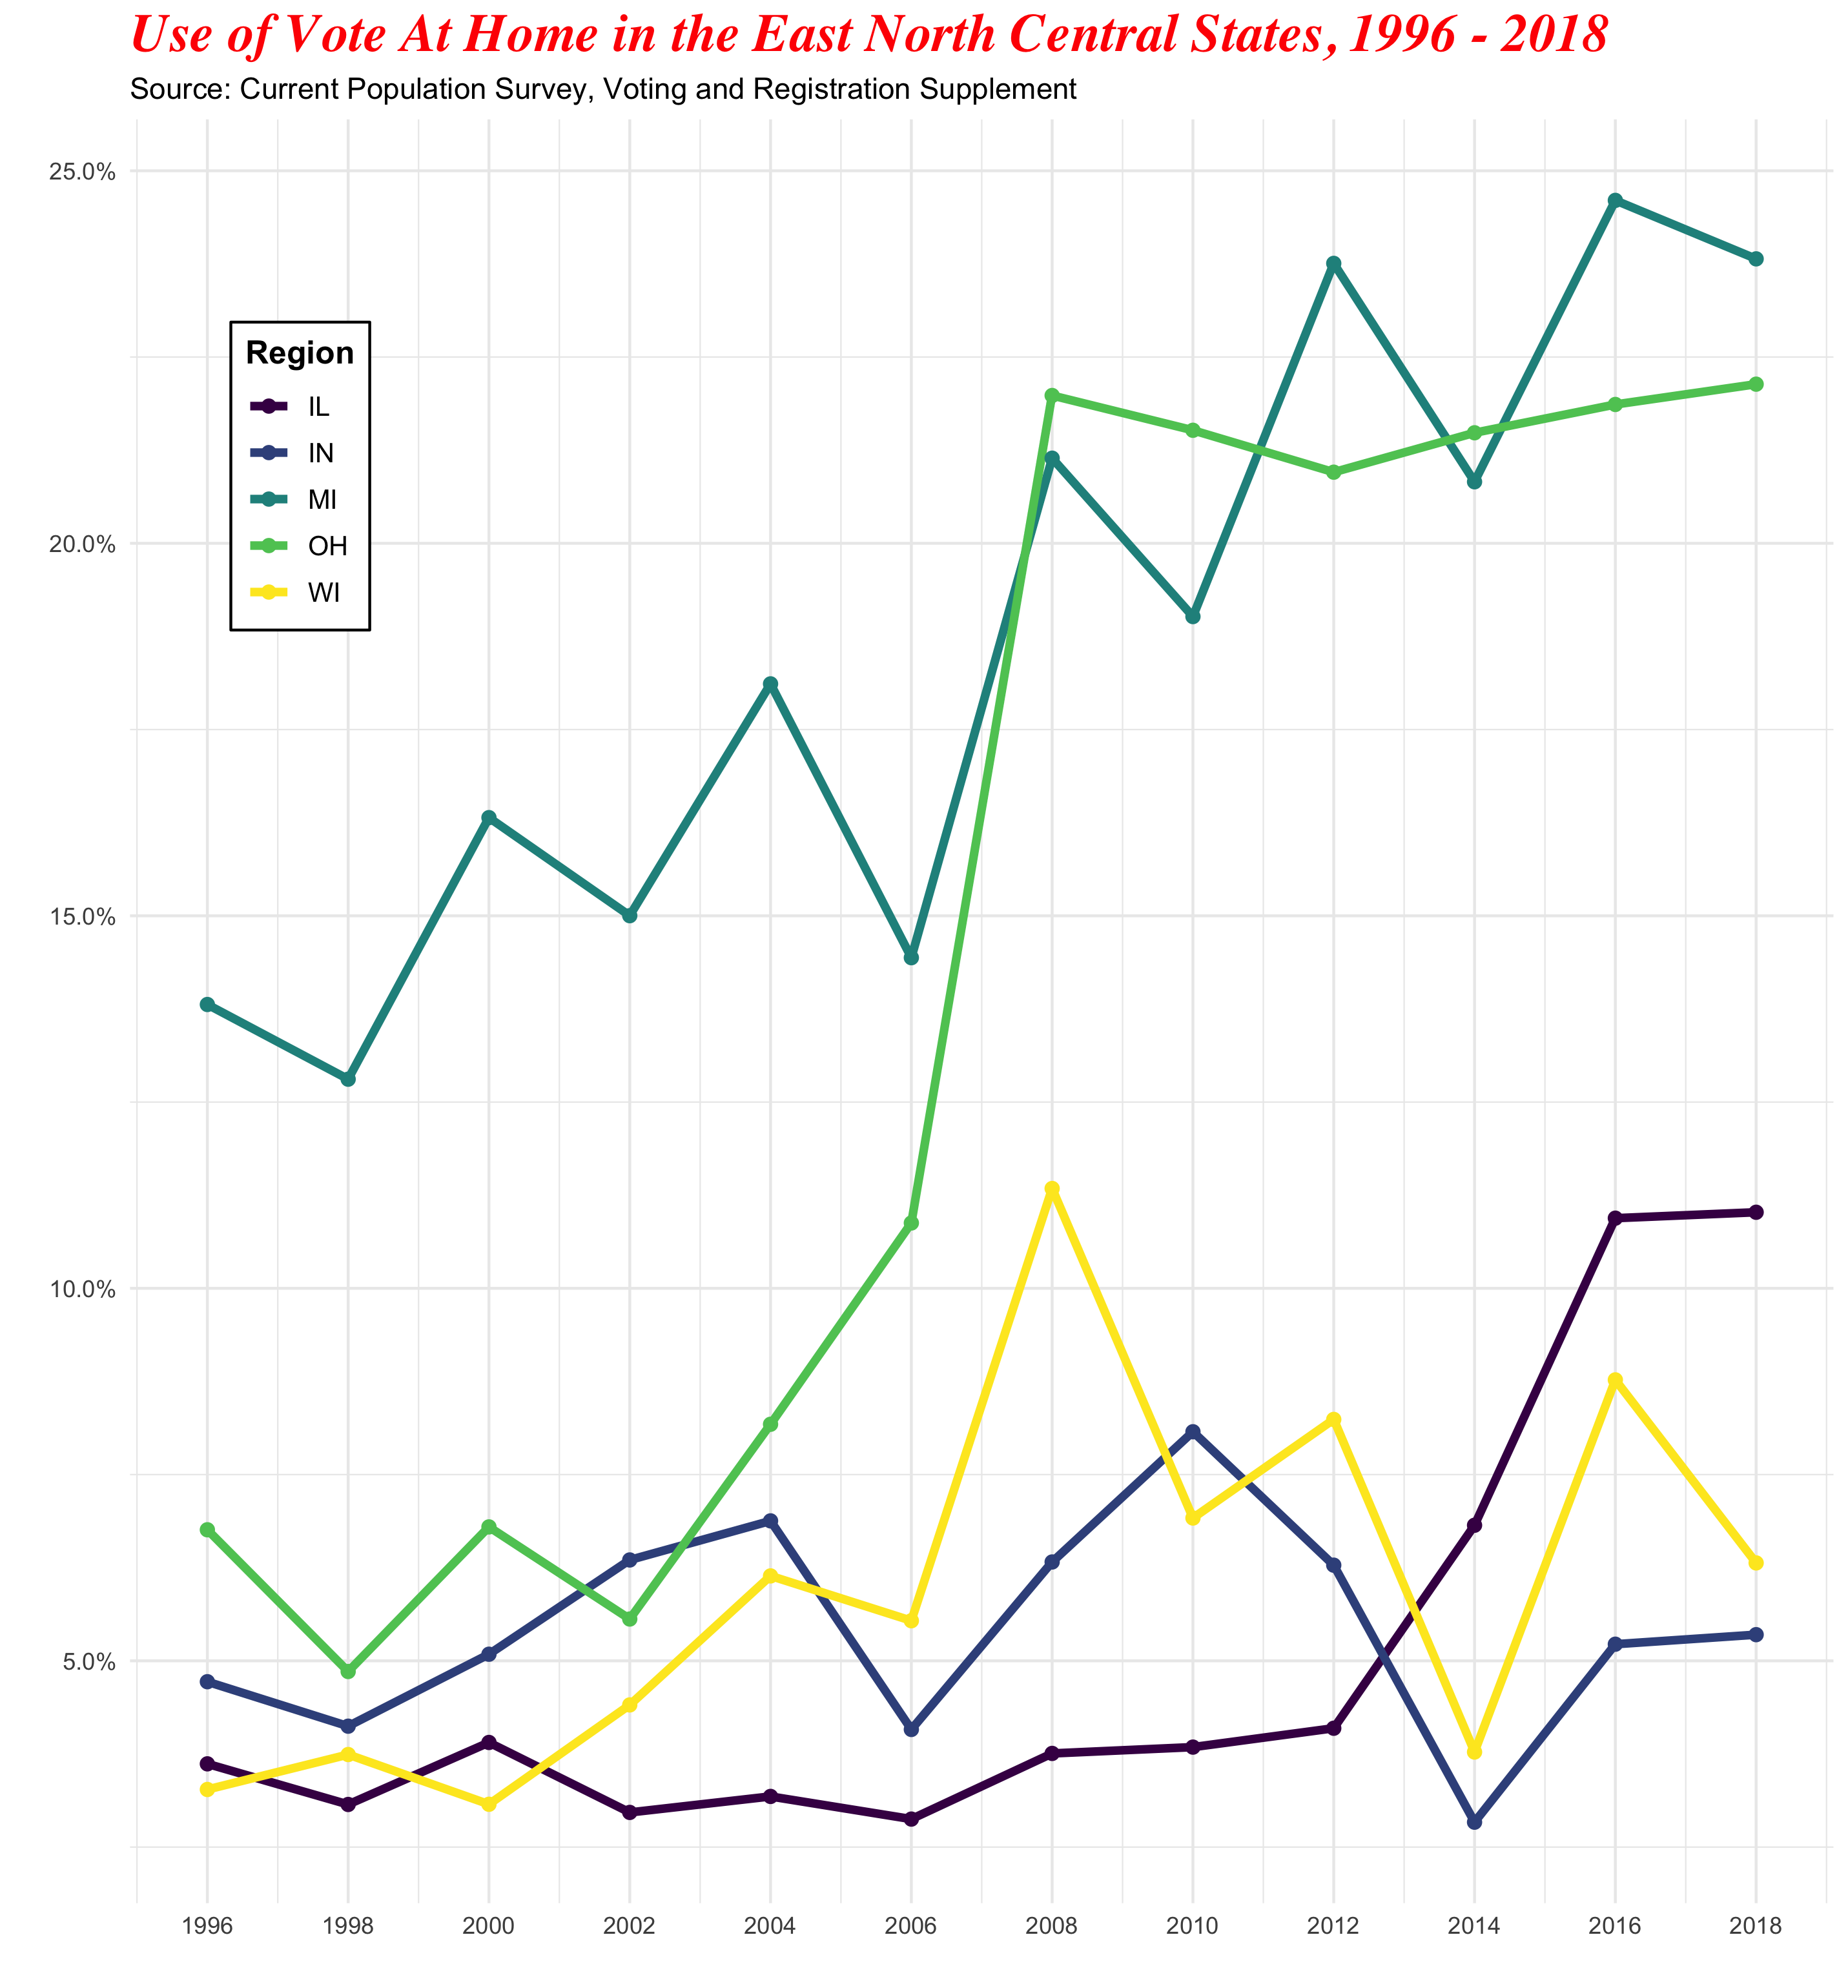 Use of Vote At Home in the East North Central States, 1996 - 2018
Source: Current Population Survey, Voting and Registration Supplement
25.0%
20.0%
15.0%
10.0%
5.0%
Region
IL
IN
MI
OH
WI
1996 1998 2000 2002 2004 2006 2008 2010 2012 2014 2016 2018